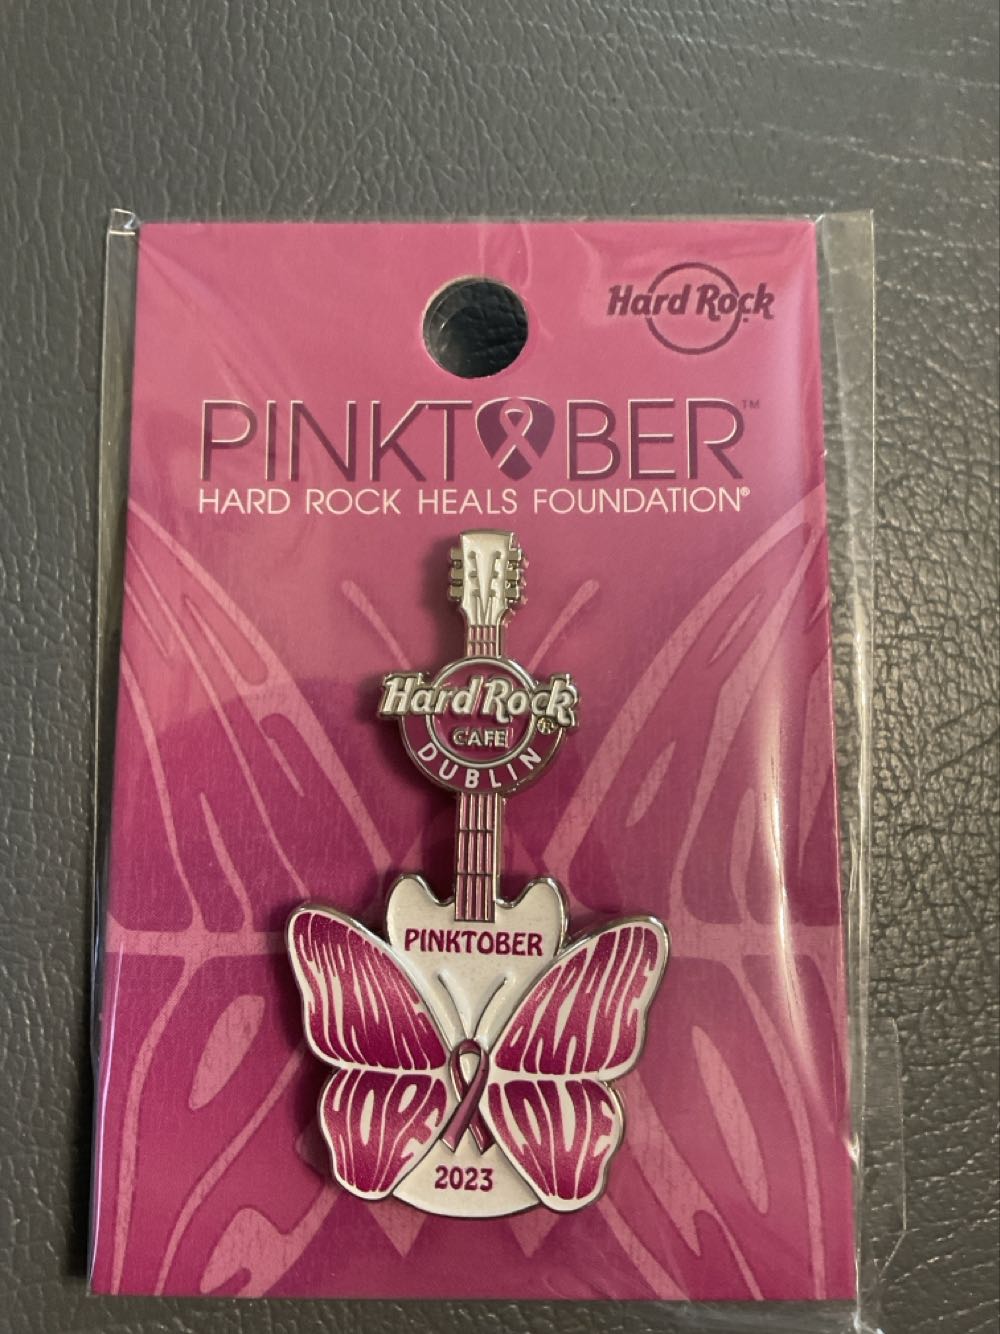 Hard Rock
PINKTOBER™
HARD ROCK HEALS FOUNDATION®
Hard Rock®
CAFE
DUBLIN
PINKTOBER
STRONG
BRAVE
HOPE
LOVE
2023